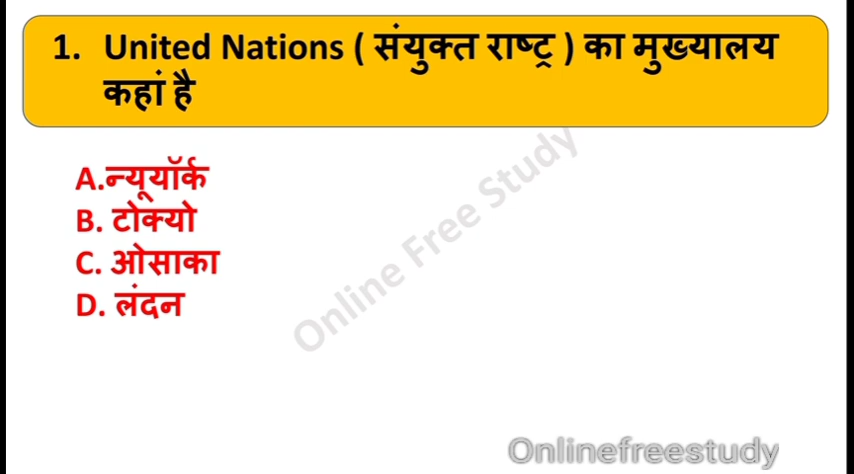 1. United Nations ( संयुक्त राष्ट्र ) का मुख्यालय
कहां है
A.न्यूयॉर्क
B. टोक्यो
C. ओसाका
D. लंदन
Online Free Study
Onlinefreestudy